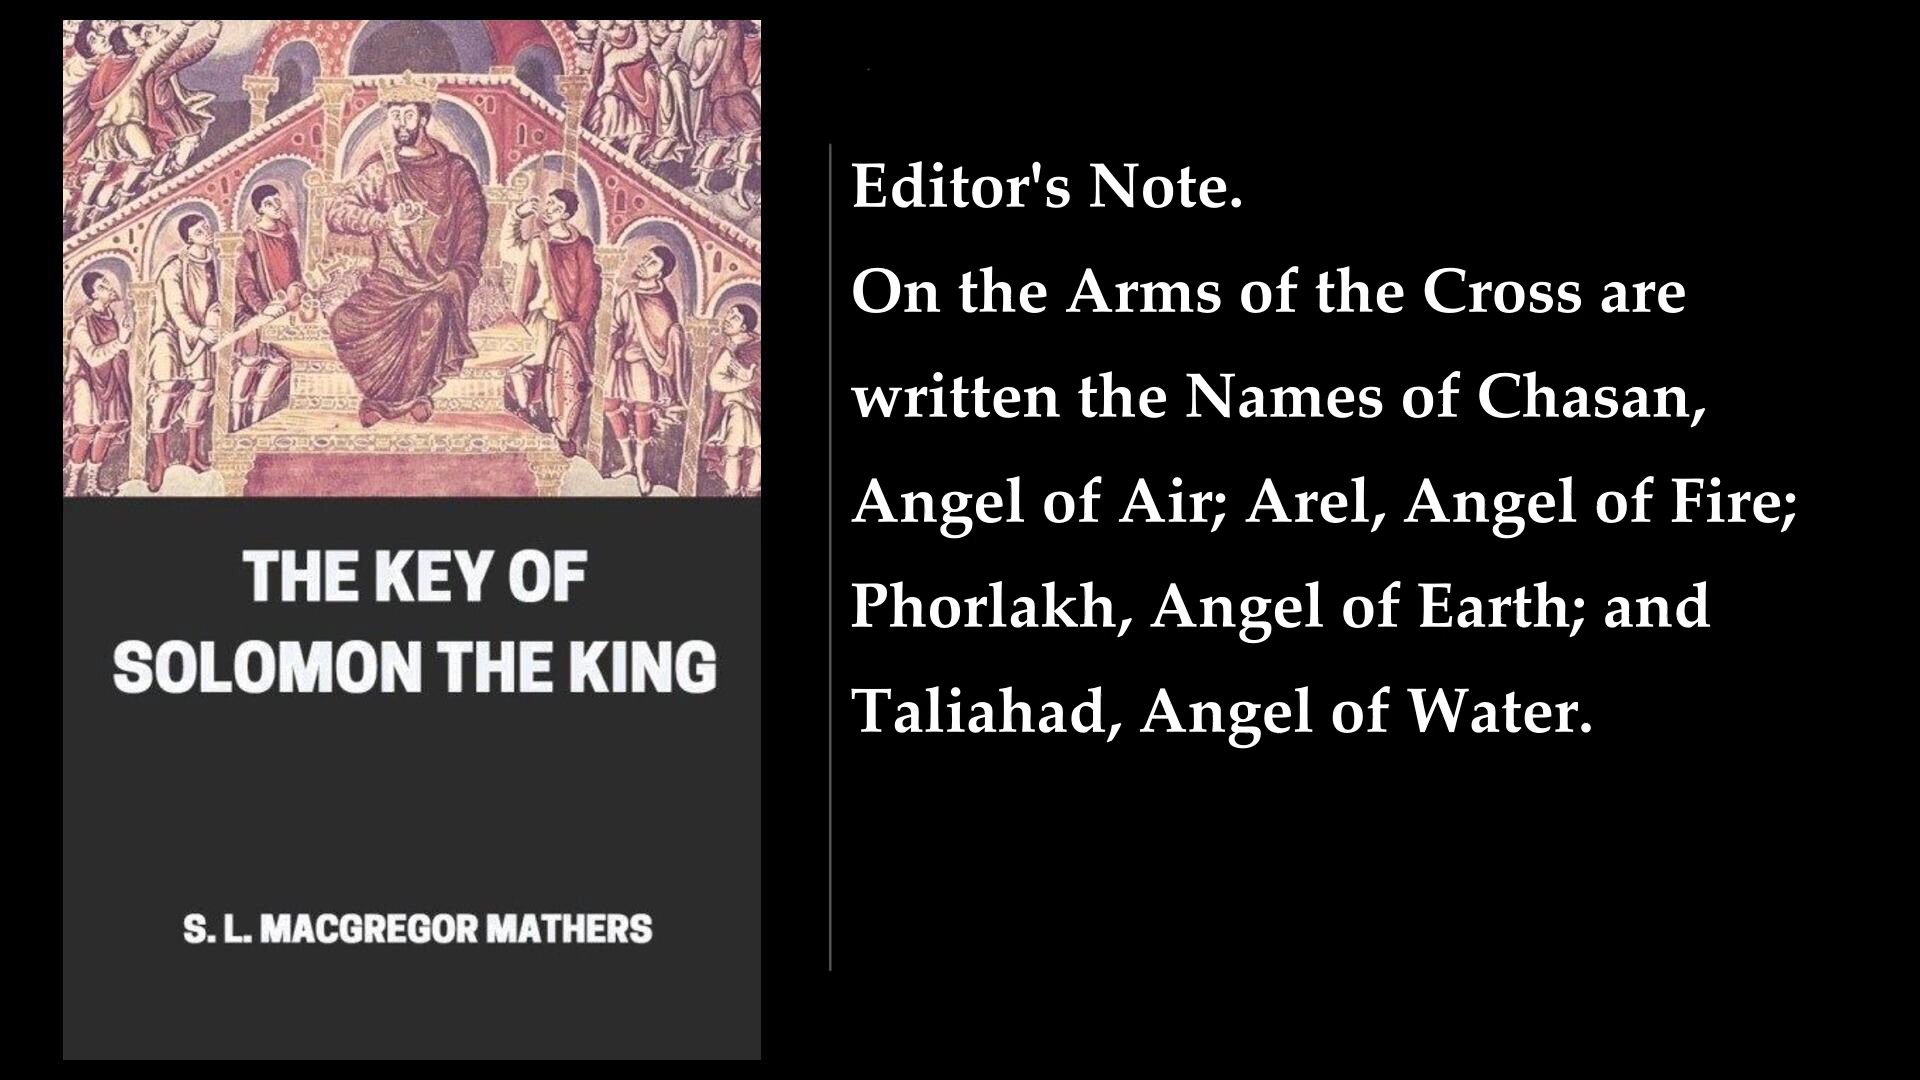 THE KEY OF
SOLOMON THE KING
S. L. MACGREGOR MATHERS
Editor's Note.
On the Arms of the Cross are
written the Names of Chasan,
Angel of Air; Arel, Angel of Fire;
Phorlakh, Angel of Earth; and
Taliahad, Angel of Water.